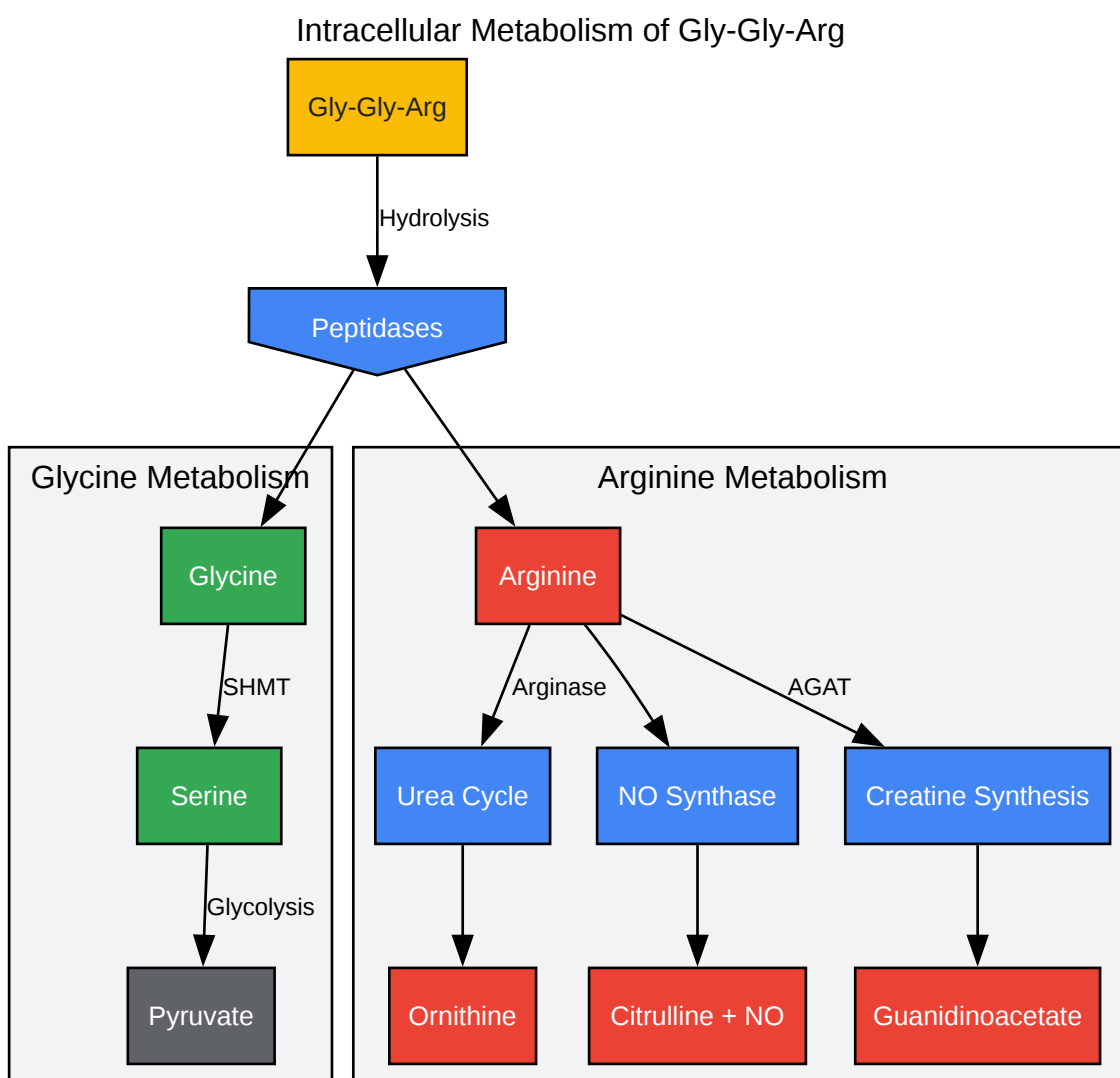 Intracellular Metabolism of Gly-Gly-Arg
Gly-Gly-Arg
Hydrolysis
Peptidases
Glycine Metabolism
Arginine Metabolism
Glycine
Arginine
SHMT
Arginase
AGAT
Serine
Urea Cycle
NO Synthase
Creatine Synthesis
Glycolysis
Pyruvate
Ornithine
Citrulline + NO
Guanidinoacetate